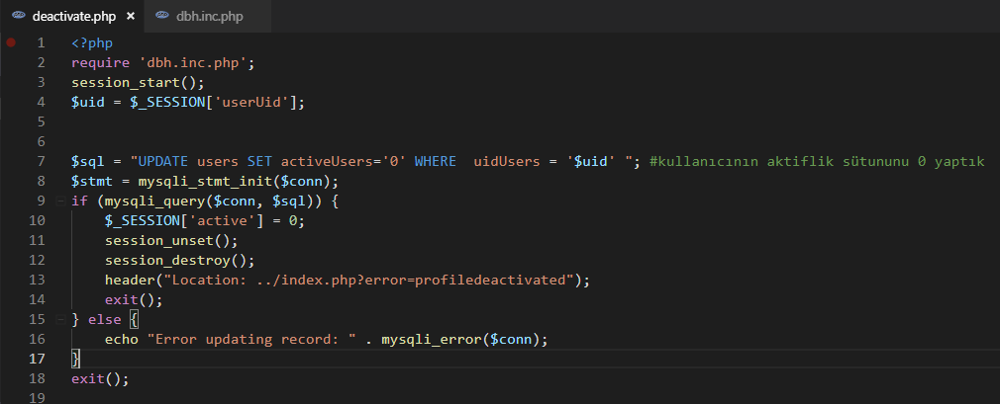 deactivate.php × dbh.inc.php
1 <?php
2 require 'dbh.inc.php';
3 session_start();
4 $uid = $_SESSION['userUid'];
5
6
7 $sql = "UPDATE users SET activeUsers='0' WHERE  uidUsers = '$uid' "; #kullanıcının aktiflik sütununu 0 yaptık
8 $stmt = mysqli_stmt_init($conn);
9 if (mysqli_query($conn, $sql)) {
10     $_SESSION['active'] = 0;
11     session_unset();
12     session_destroy();
13     header("Location: ../index.php?error=profiledeactivated");
14     exit();
15 } else {
16     echo "Error updating record: " . mysqli_error($conn);
17 }
18 exit();
19